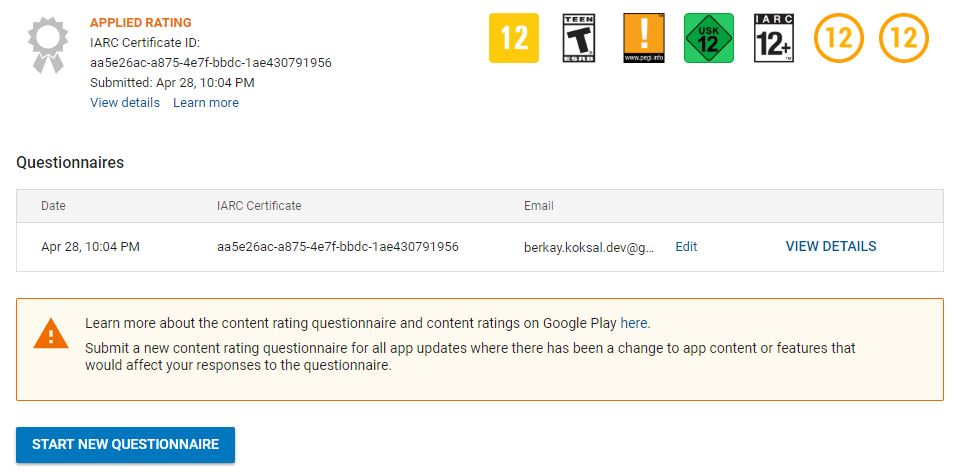 APPLIED RATING
IARC Certificate ID:
aa5e26ac-a875-4e7f-bbdc-1ae430791956
Submitted: Apr 28, 10:04 PM
View details Learn more
12
TEEN
T
ESRB
!
www.pegi.info
USK
12
IARC
12+
TM
12
12
Questionnaires
Date IARC Certificate Email
Apr 28, 10:04 PM aa5e26ac-a875-4e7f-bbdc-1ae430791956 berkay.koksal.dev@g... Edit VIEW DETAILS
Learn more about the content rating questionnaire and content ratings on Google Play here.
Submit a new content rating questionnaire for all app updates where there has been a change to app content or features that
would affect your responses to the questionnaire.
START NEW QUESTIONNAIRE